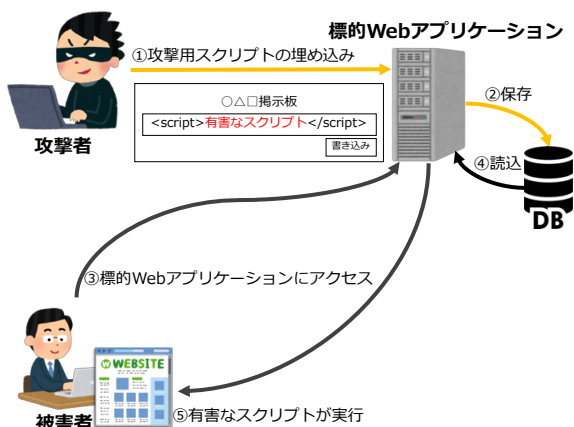 標的Webアプリケーション
①攻撃用スクリプトの埋め込み
○△□掲示板
<script>有害なスクリプト</script>
書き込み
攻撃者
②保存
④読込
DB
③標的Webアプリケーションにアクセス
W WEBSITE
⑤有害なスクリプトが実行
被害者